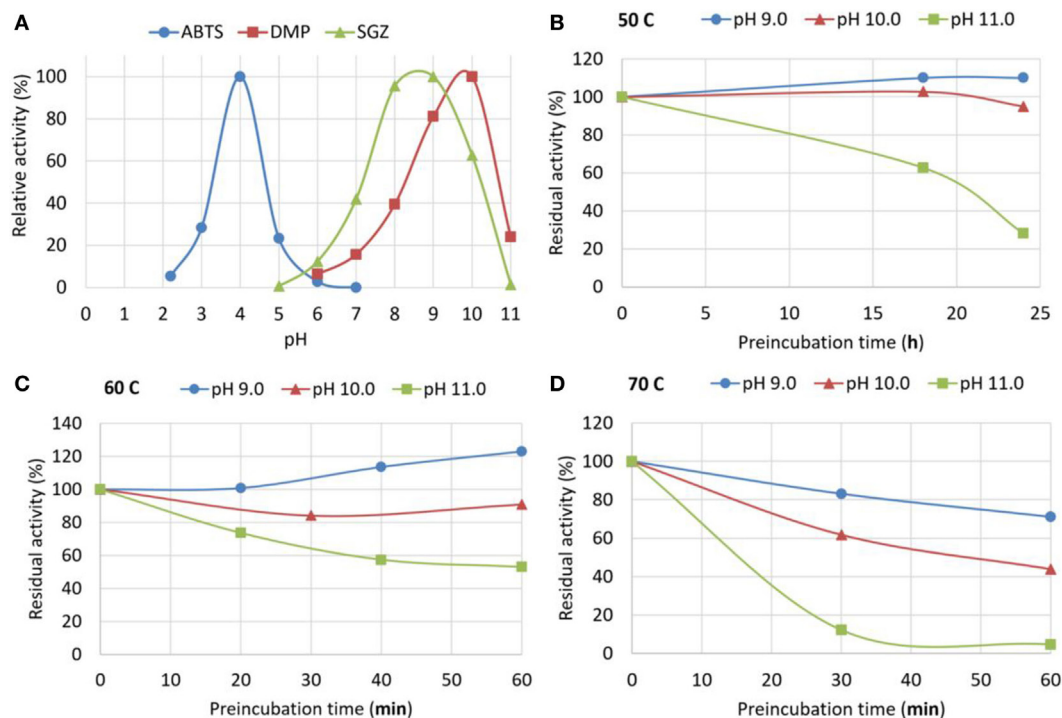 A
ABTS DMP SGZ
Relative activity (%)
100
80
60
40
20
0
0 1 2 3 4 5 6 7 8 9 10 11
pH
B
50 C
pH 9.0 pH 10.0 pH 11.0
Residual activity (%)
120
100
80
60
40
20
0
0 5 10 15 20 25
Preincubation time (h)
C
60 C
pH 9.0 pH 10.0 pH 11.0
Residual activity (%)
140
120
100
80
60
40
20
0
0 10 20 30 40 50 60
Preincubation time (min)
D
70 C
pH 9.0 pH 10.0 pH 11.0
Residual activity (%)
120
100
80
60
40
20
0
0 10 20 30 40 50 60
Preincubation time (min)